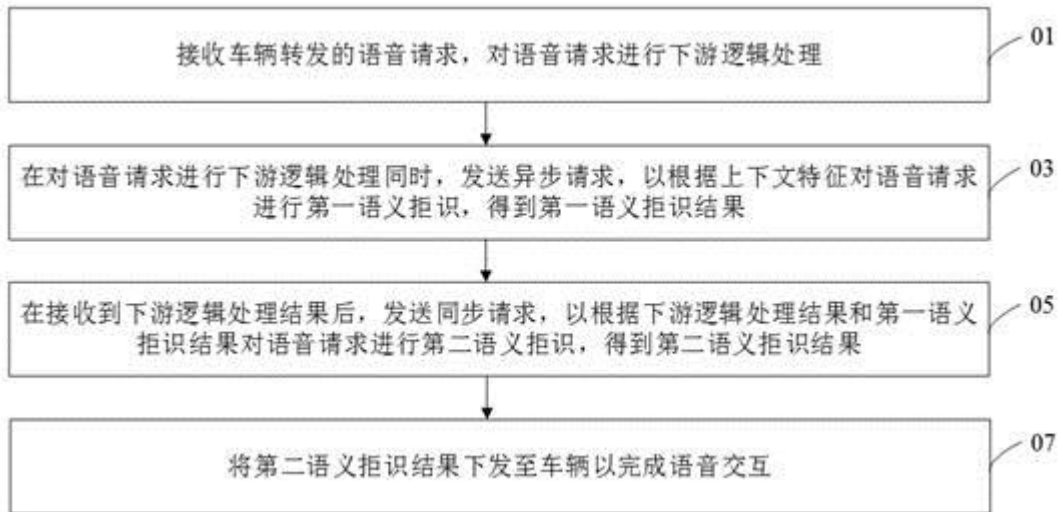 接收车辆转发的语音请求，对语音请求进行下游逻辑处理
01
在对语音请求进行下游逻辑处理同时，发送异步请求，以根据上下文特征对语音请求
进行第一语义拒识，得到第一语义拒识结果
03
在接收到下游逻辑处理结果后，发送同步请求，以根据下游逻辑处理结果和第一语义
拒识结果对语音请求进行第二语义拒识，得到第二语义拒识结果
05
将第二语义拒识结果下发至车辆以完成语音交互
07